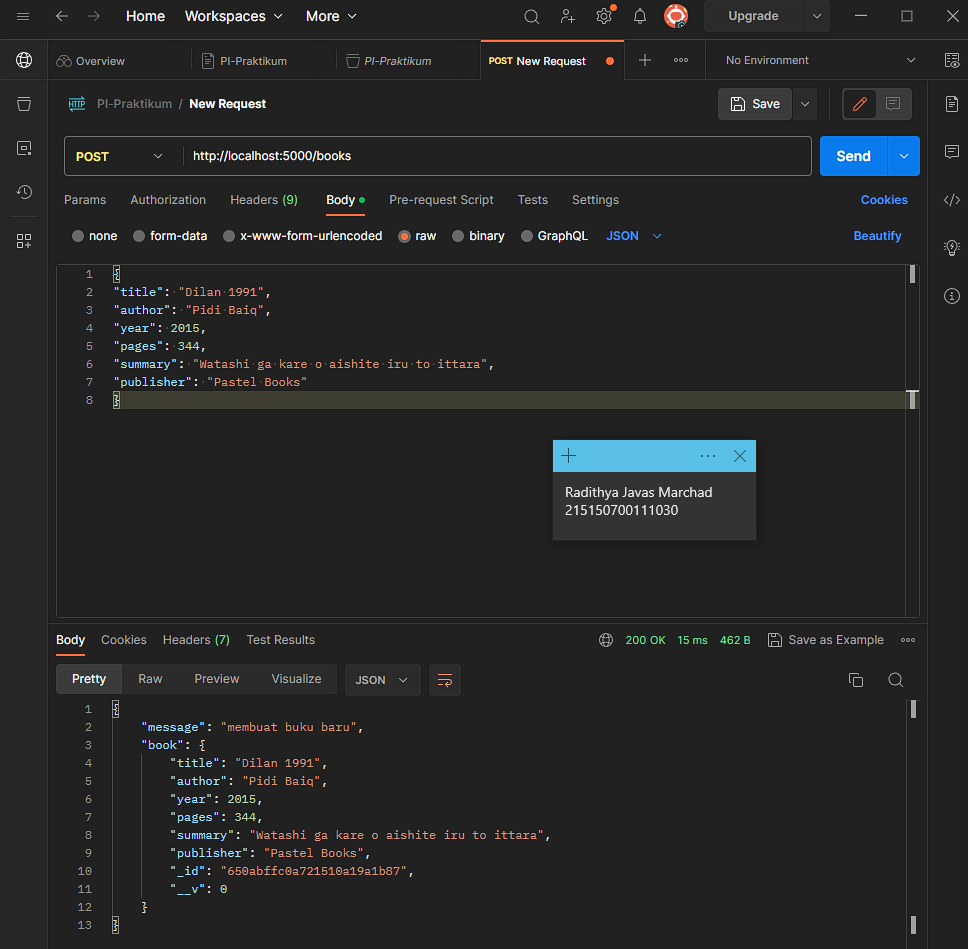 Home Workspaces More Upgrade
Overview PI-Praktikum PI-Praktikum POST New Request No Environment
HTTP PI-Praktikum / New Request Save
POST http://localhost:5000/books Send
Params Authorization Headers (9) Body Pre-request Script Tests Settings Cookies
none form-data x-www-form-urlencoded raw binary GraphQL JSON Beautify
1 {
2 "title": "Dilan 1991",
3 "author": "Pidi Baiq",
4 "year": 2015,
5 "pages": 344,
6 "summary": "Watashi ga kare o aishite iru to ittara",
7 "publisher": "Pastel Books"
8 }
Radithya Javas Marchad
215150700111030
Body Cookies Headers (7) Test Results 200 OK 15 ms 462 B Save as Example
Pretty Raw Preview Visualize JSON
1 {
2 "message": "membuat buku baru",
3 "book": {
4 "title": "Dilan 1991",
5 "author": "Pidi Baiq",
6 "year": 2015,
7 "pages": 344,
8 "summary": "Watashi ga kare o aishite iru to ittara",
9 "publisher": "Pastel Books",
10 "_id": "650abffc0a721510a19a1b87",
11 "__v": 0
12 }
13 }